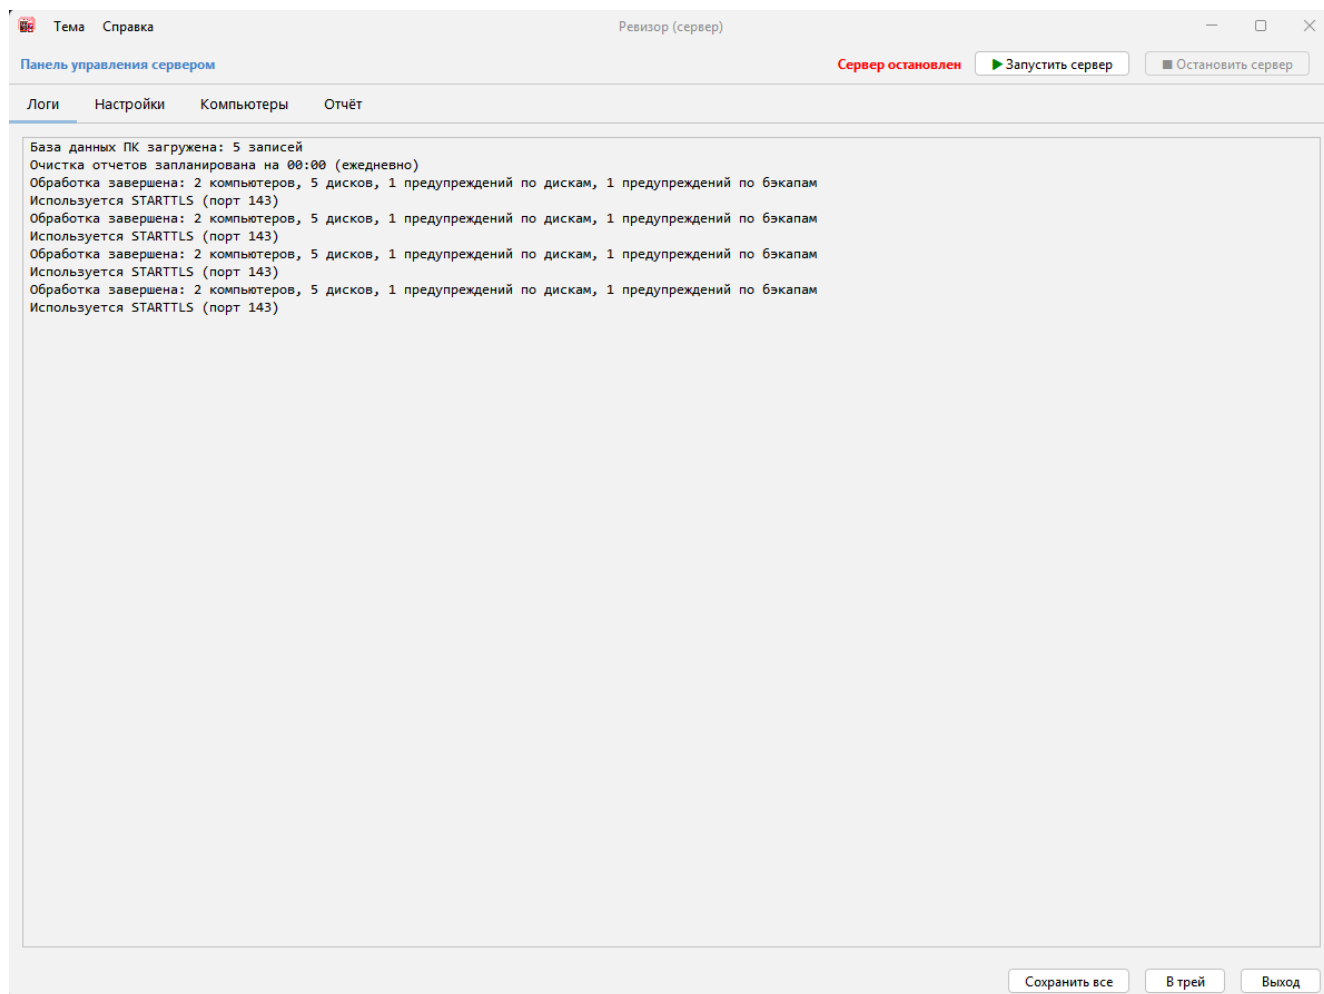 Тема Справка Ревизор (сервер)
Панель управления сервером Сервер остановлен Запустить сервер Остановить сервер
Логи Настройки Компьютеры Отчёт
База данных ПК загружена: 5 записей
Очистка отчетов запланирована на 00:00 (ежедневно)
Обработка завершена: 2 компьютеров, 5 дисков, 1 предупреждений по дискам, 1 предупреждений по бэкапам
Используется STARTTLS (порт 143)
Обработка завершена: 2 компьютеров, 5 дисков, 1 предупреждений по дискам, 1 предупреждений по бэкапам
Используется STARTTLS (порт 143)
Обработка завершена: 2 компьютеров, 5 дисков, 1 предупреждений по дискам, 1 предупреждений по бэкапам
Используется STARTTLS (порт 143)
Обработка завершена: 2 компьютеров, 5 дисков, 1 предупреждений по дискам, 1 предупреждений по бэкапам
Используется STARTTLS (порт 143)
Сохранить все В трей Выход